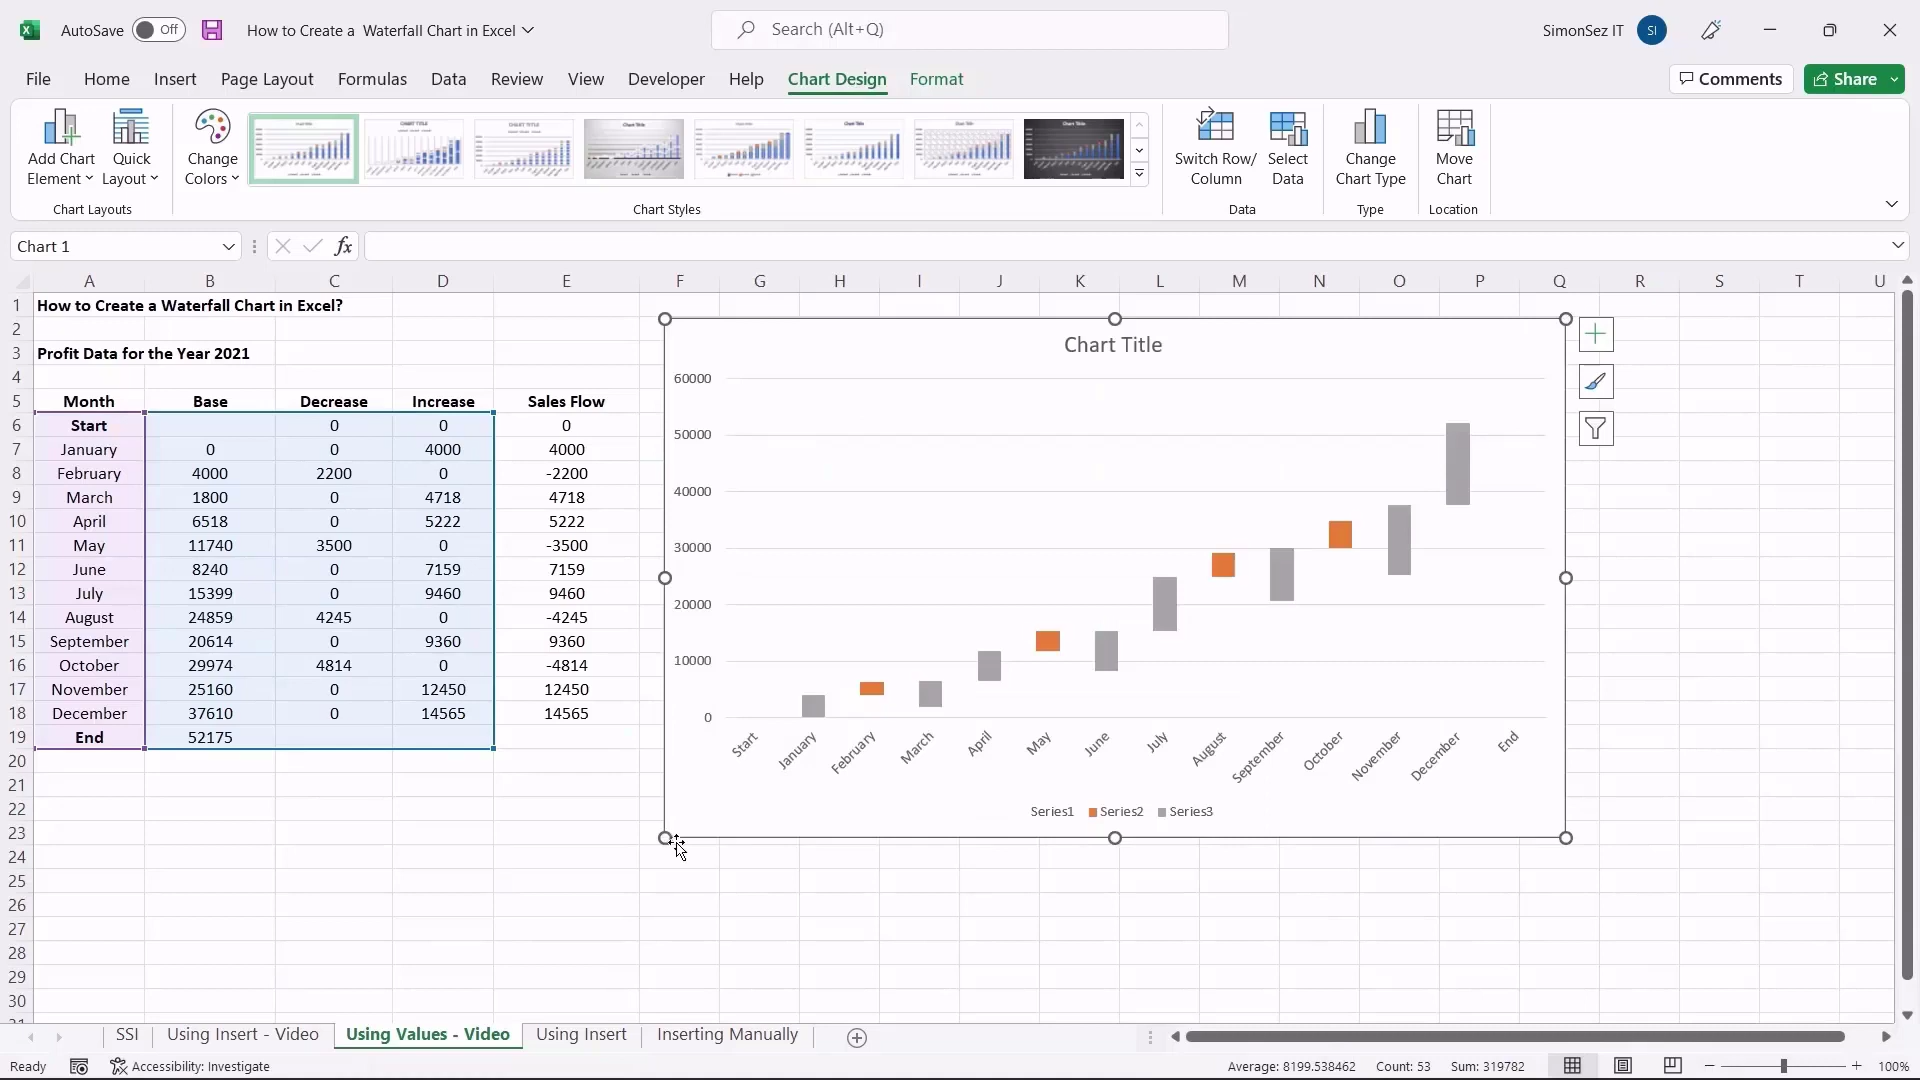 AutoSave Off How to Create a Waterfall Chart in Excel Search (Alt+Q) SimonSez IT SI
File Home Insert Page Layout Formulas Data Review View Developer Help Chart Design Format Comments Share
Add Chart Element Quick Layout Change Colors Switch Row/ Column Select Data Change Chart Type Move Chart
Chart Layouts Chart Styles Data Type Location
Chart 1 fx
A B C D E F G H I J K L M N O P Q R S T U
1 How to Create a Waterfall Chart in Excel?
2
3 Profit Data for the Year 2021
4
5 Month Base Decrease Increase Sales Flow
6 Start 0 0 0
7 January 0 0 4000 4000
8 February 4000 2200 0 -2200
9 March 1800 0 4718 4718
10 April 6518 0 5222 5222
11 May 11740 3500 0 -3500
12 June 8240 0 7159 7159
13 July 15399 0 9460 9460
14 August 24859 4245 0 -4245
15 September 20614 0 9360 9360
16 October 29974 4814 0 -4814
17 November 25160 0 12450 12450
18 December 37610 0 14565 14565
19 End 52175
20
21
22
23
24
25
26
27
28
29
30
Chart Title
60000
50000
40000
30000
20000
10000
0
Start January February March April May June July August September October November December End
Series1 Series2 Series3
SSI Using Insert - Video Using Values - Video Using Insert Inserting Manually
Ready Accessibility: Investigate Average: 8199.538462 Count: 53 Sum: 319782 100%